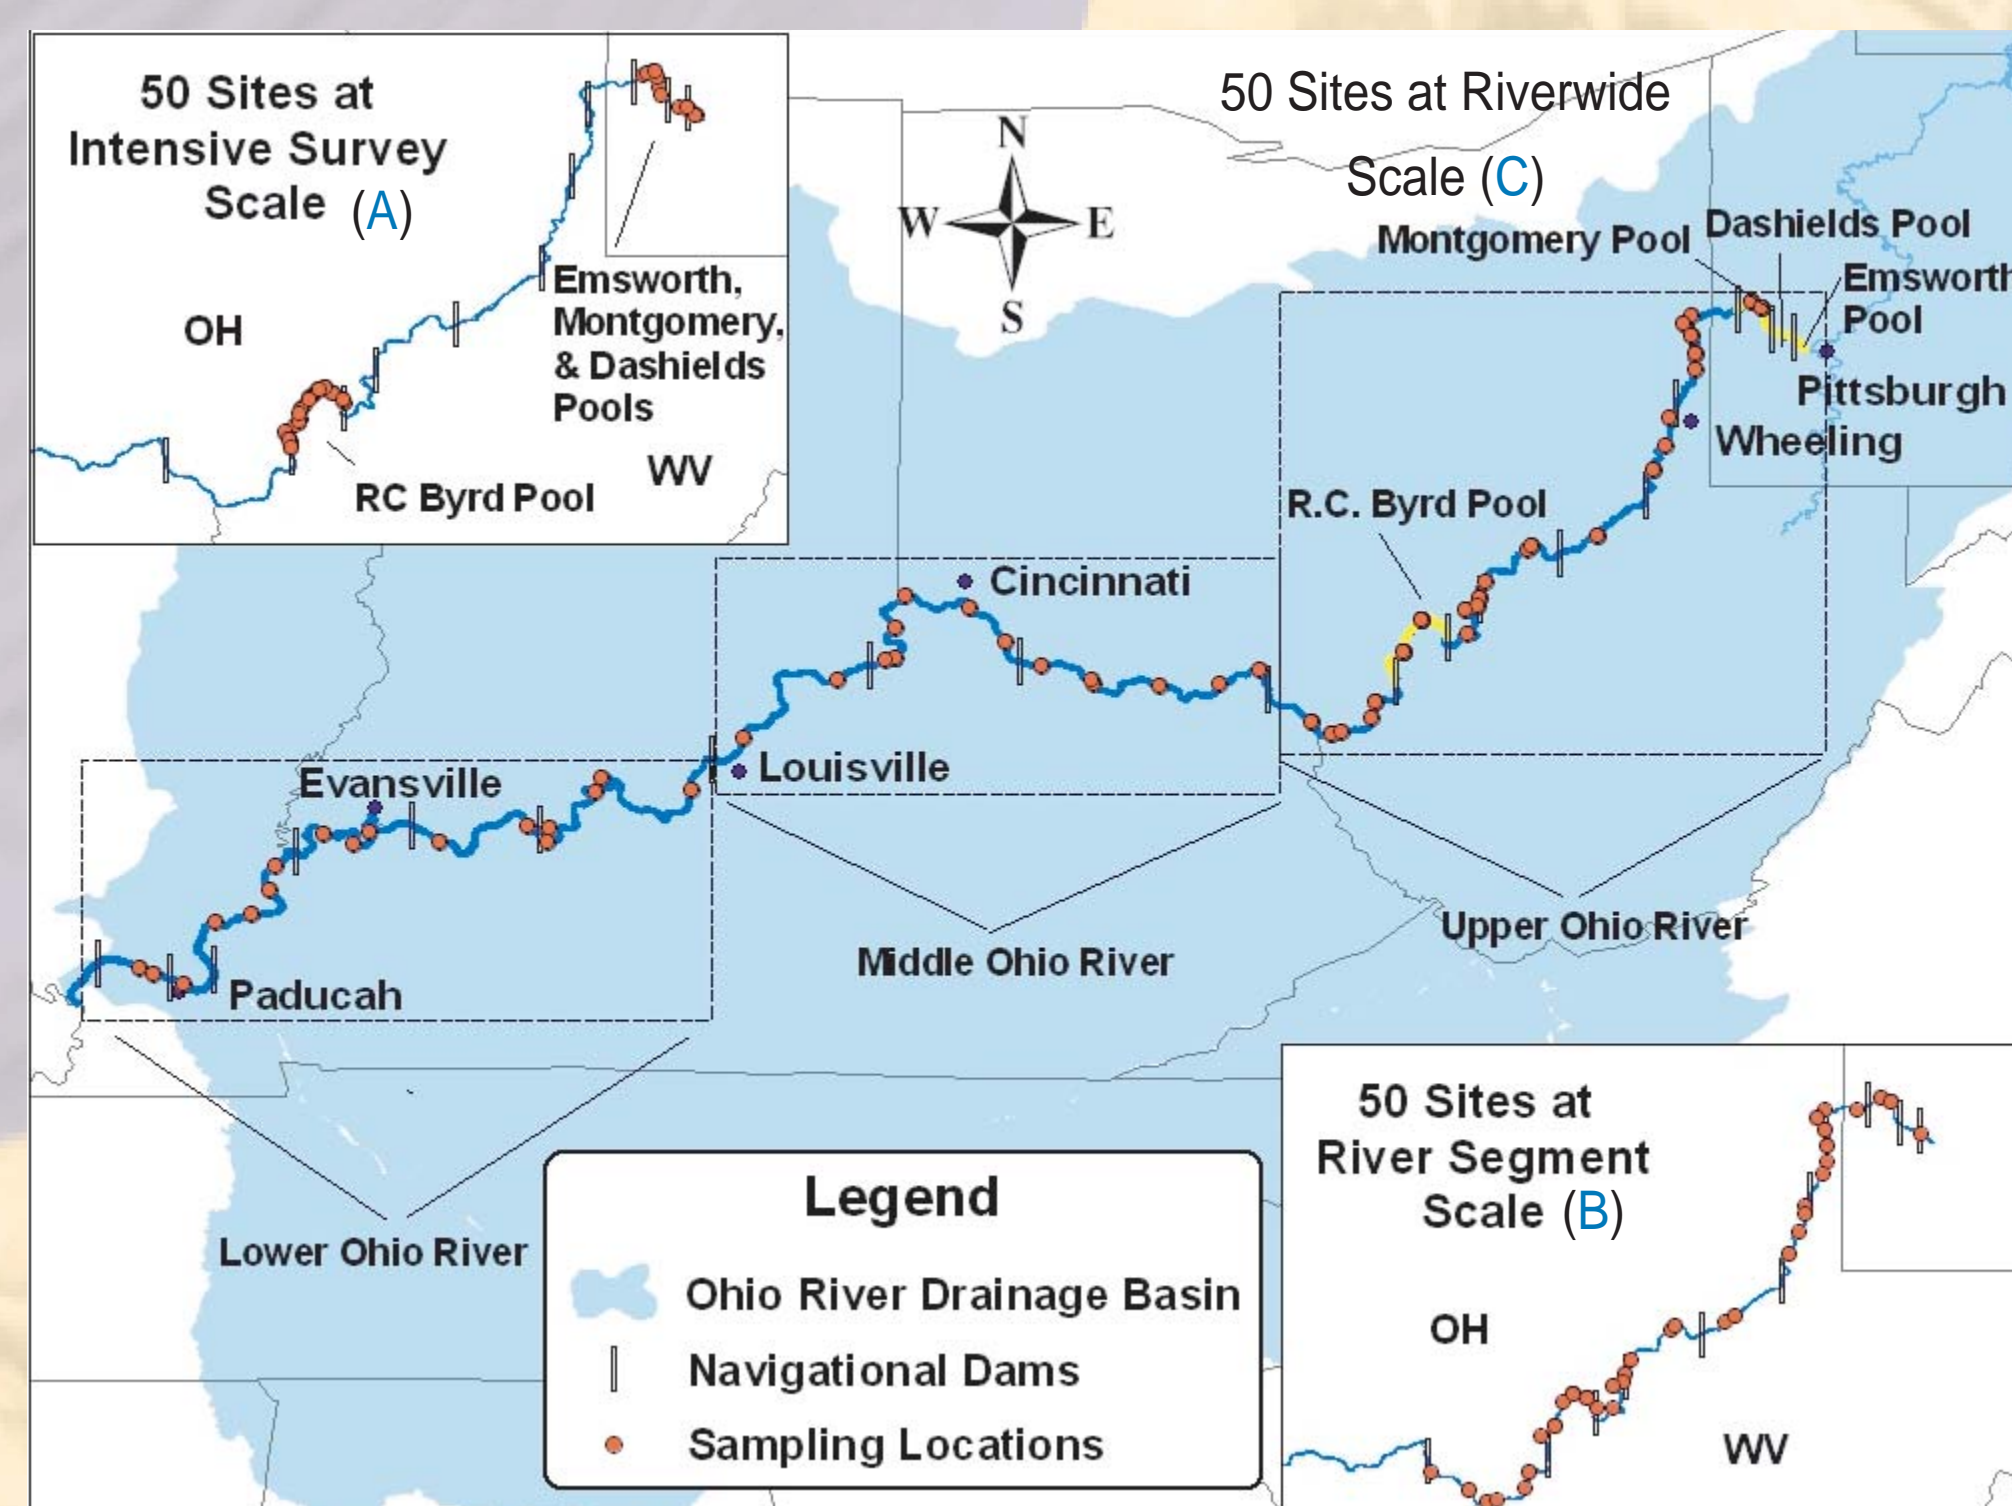 50 Sites at
Intensive Survey
Scale (A)
OH
Emsworth,
Montgomery,
& Dashields
Pools
WV
RC Byrd Pool
N
W E
S
50 Sites at Riverwide
Scale (C)
Montgomery Pool
Dashields Pool
Emsworth
Pool
Pittsburgh
Wheeling
R.C. Byrd Pool
Cincinnati
Louisville
Evansville
Paducah
Upper Ohio River
Middle Ohio River
Lower Ohio River
Legend
Ohio River Drainage Basin
Navigational Dams
Sampling Locations
50 Sites at
River Segment
Scale (B)
OH
WV